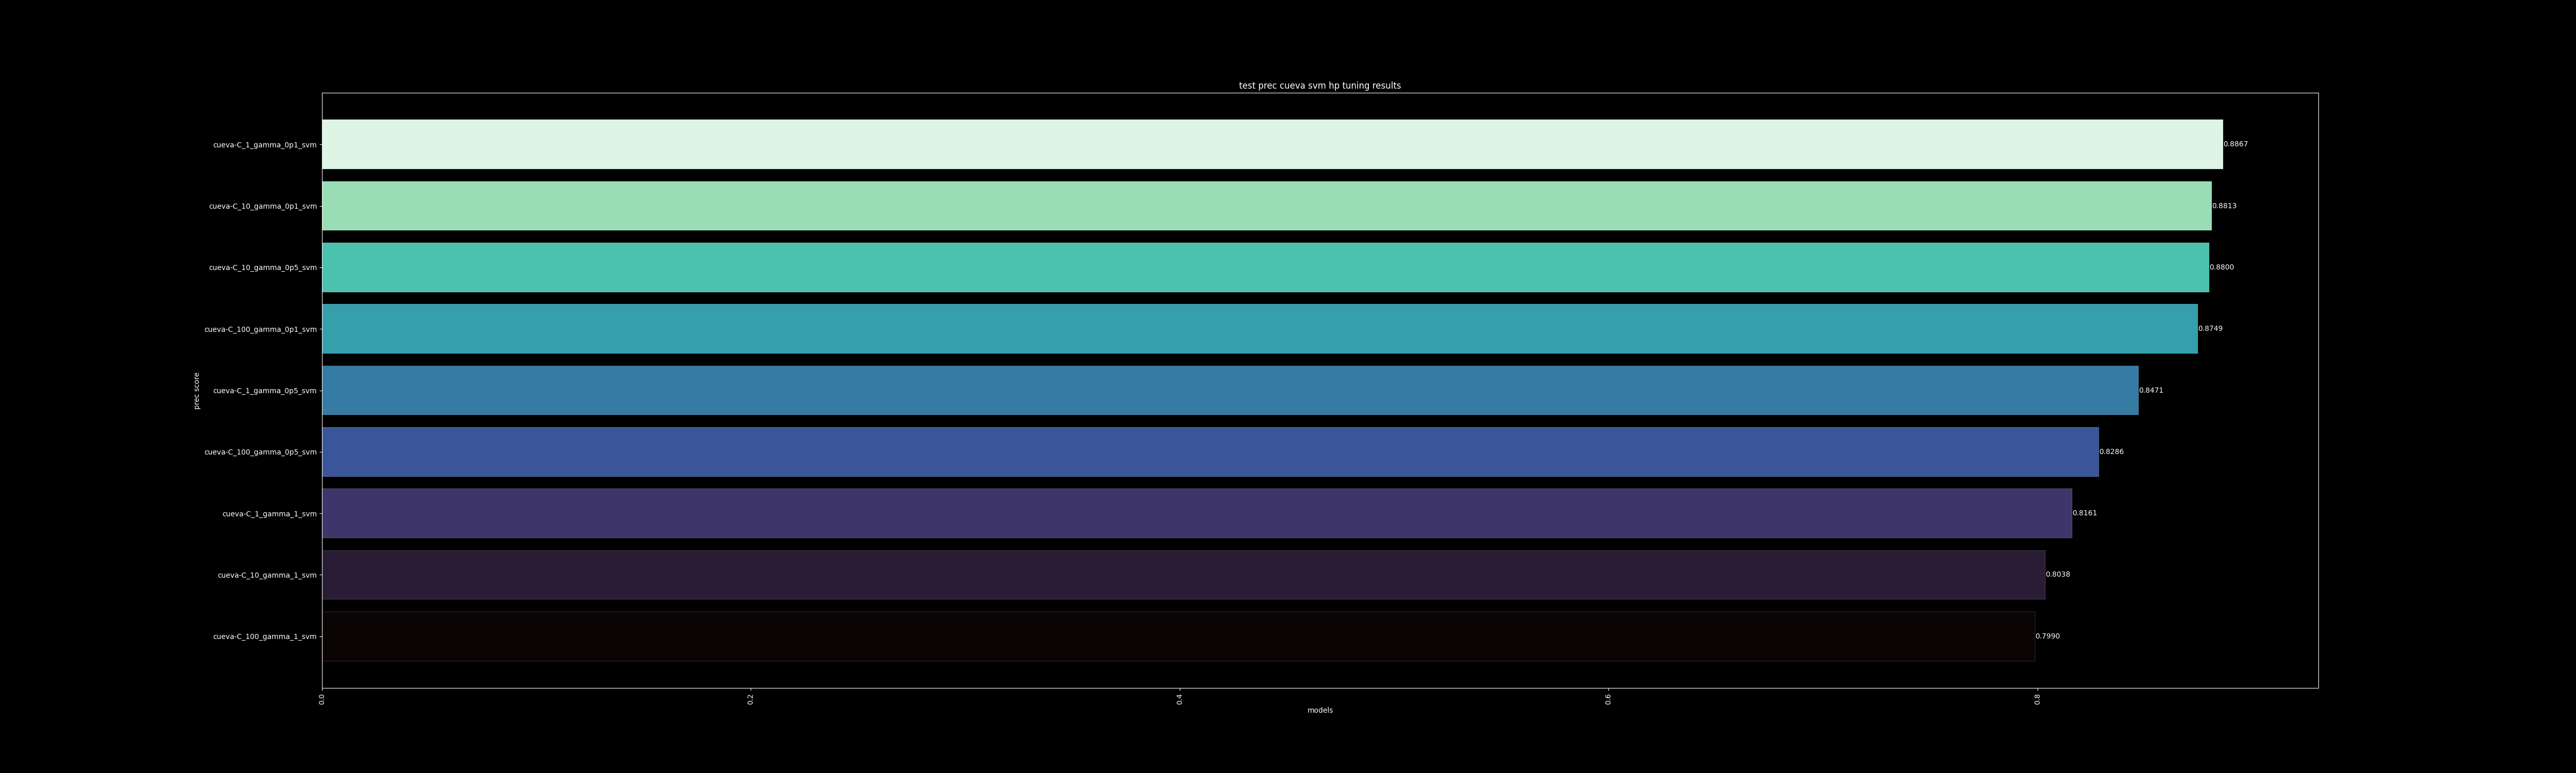 test prec cueva svm hp tuning results
cueva-C_1_gamma_0p1_svm
0.8867
cueva-C_10_gamma_0p1_svm
0.8813
cueva-C_10_gamma_0p5_svm
0.8800
cueva-C_100_gamma_0p1_svm
0.8749
prec score
cueva-C_1_gamma_0p5_svm
0.8471
cueva-C_100_gamma_0p5_svm
0.8286
cueva-C_1_gamma_1_svm
0.8161
cueva-C_10_gamma_1_svm
0.8038
cueva-C_100_gamma_1_svm
0.7990
0.0
0.2
0.4
0.6
0.8
models